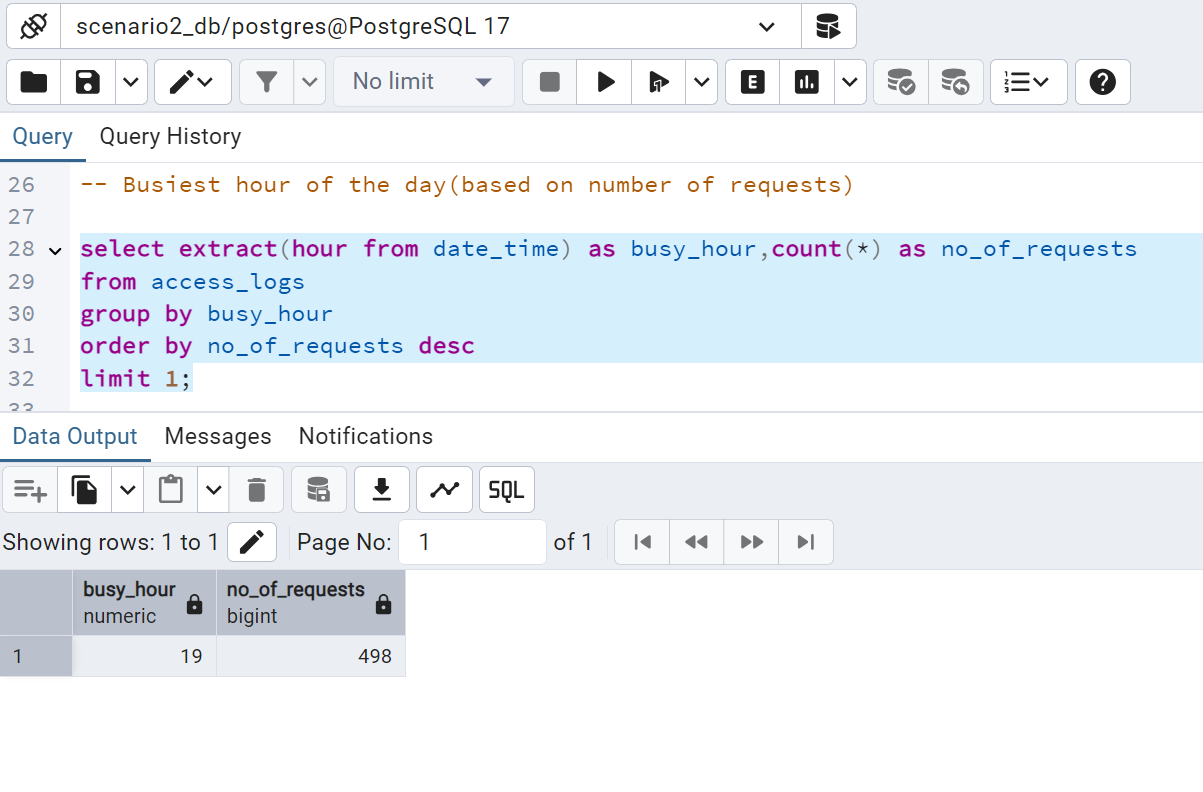 scenario2_db/postgres@PostgreSQL 17
No limit
E
Query Query History
26 -- Busiest hour of the day(based on number of requests)
27
28 select extract(hour from date_time) as busy_hour,count(*) as no_of_requests
29 from access_logs
30 group by busy_hour
31 order by no_of_requests desc
32 limit 1;
33
Data Output Messages Notifications
SQL
Showing rows: 1 to 1 Page No: 1 of 1
busy_hour no_of_requests
numeric bigint
1 19 498